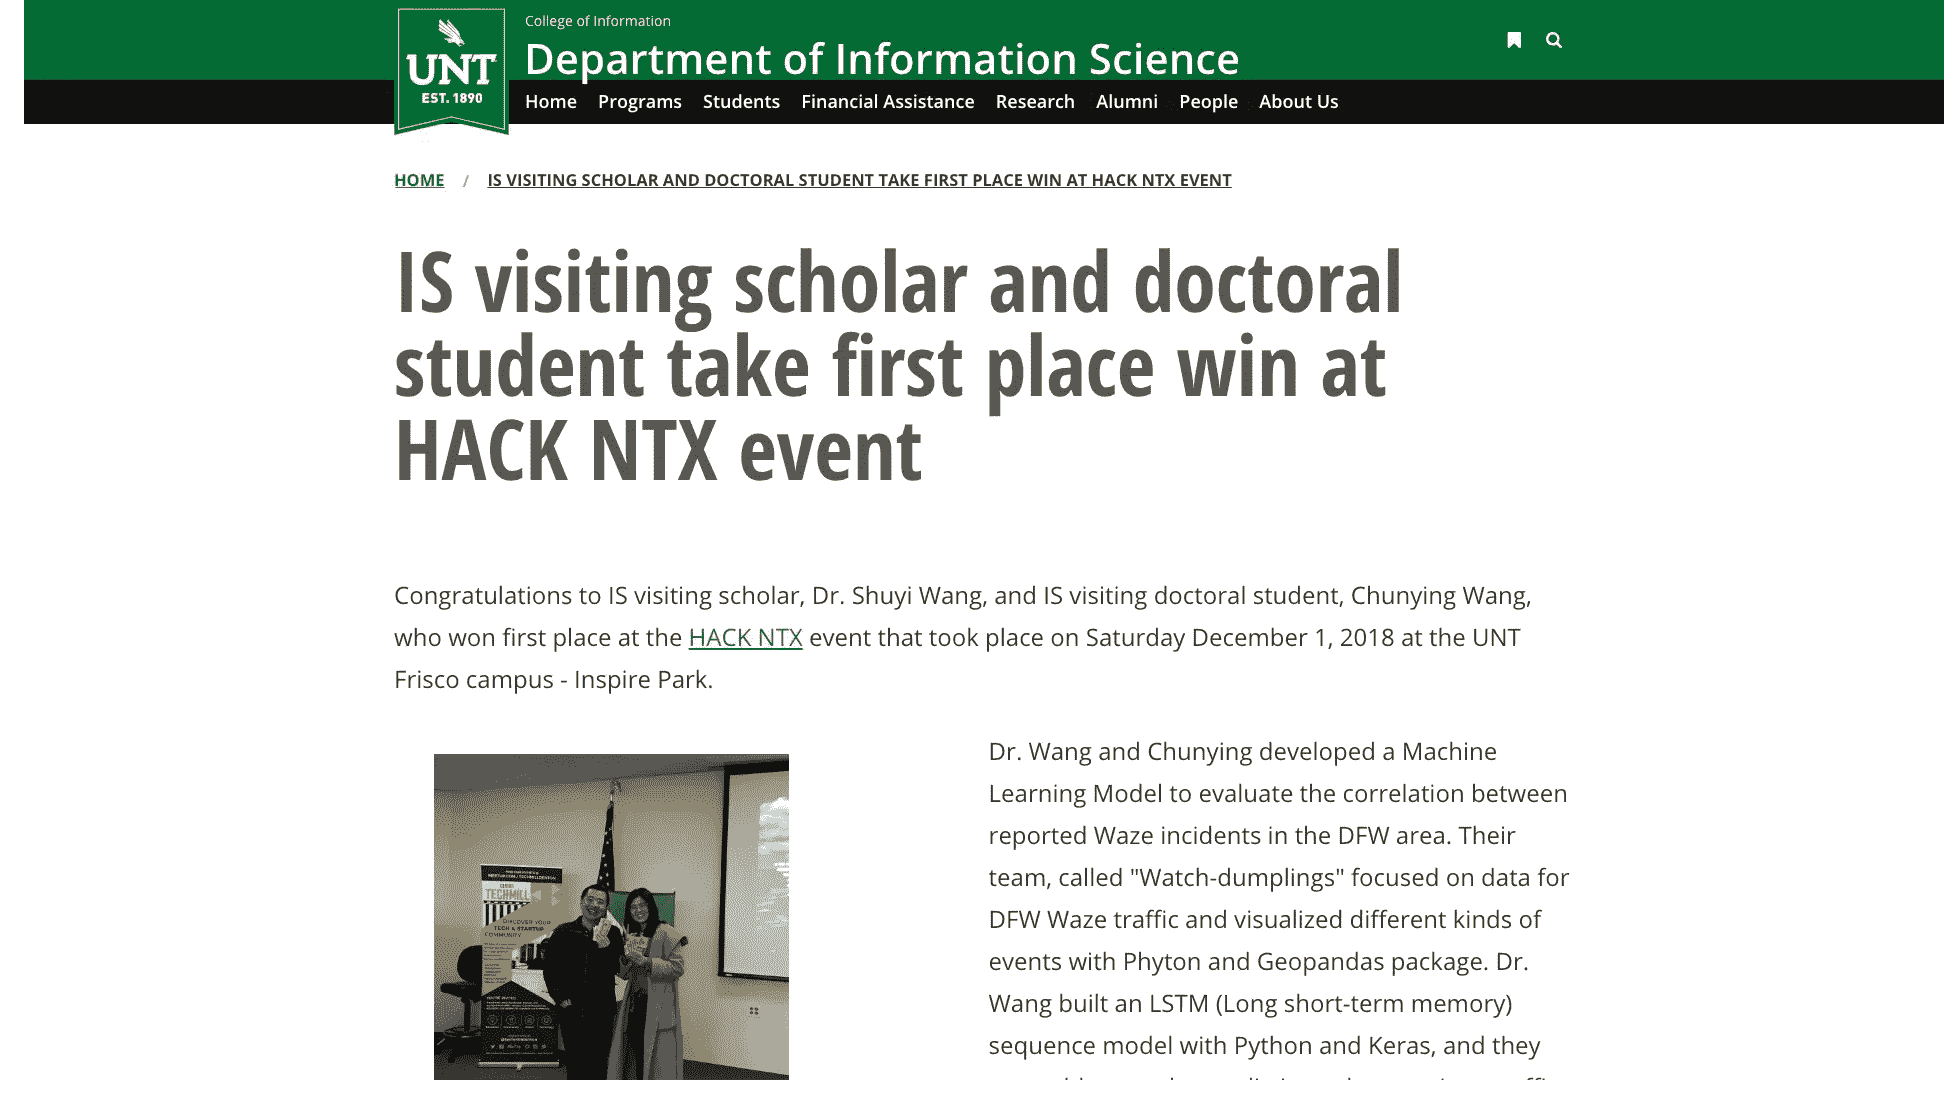 College of Information
Department of Information Science
UNT
EST. 1890
Home Programs Students Financial Assistance Research Alumni People About Us
HOME / IS VISITING SCHOLAR AND DOCTORAL STUDENT TAKE FIRST PLACE WIN AT HACK NTX EVENT
IS visiting scholar and doctoral
student take first place win at
HACK NTX event
Congratulations to IS visiting scholar, Dr. Shuyi Wang, and IS visiting doctoral student, Chunying Wang,
who won first place at the HACK NTX event that took place on Saturday December 1, 2018 at the UNT
Frisco campus - Inspire Park.
TECHMILL
DISCOVER YOUR
TECH & STARTUP
COMMUNITY
Dr. Wang and Chunying developed a Machine
Learning Model to evaluate the correlation between
reported Waze incidents in the DFW area. Their
team, called "Watch-dumplings" focused on data for
DFW Waze traffic and visualized different kinds of
events with Phyton and Geopandas package. Dr.
Wang built an LSTM (Long short-term memory)
sequence model with Python and Keras, and they